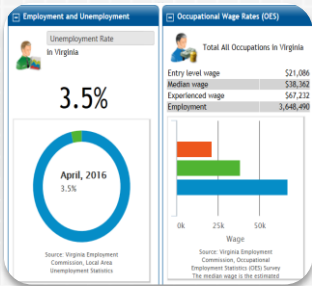 Employment and Unemployment
Unemployment Rate
In Virginia
3.5%
April, 2016
3.5%
Source: Virginia Employment
Commission, Local Area
Unemployment Statistics
Occupational Wage Rates (OES)
Total All Occupations in Virginia
Entry level wage $21,086
Median wage $38,362
Experienced wage $67,232
Employment 3,648,490
0k 25k 50k
Wage
Source: Virginia Employment
Commission, Occupational
Employment Statistics (OES) Survey
The median wage is the estimated